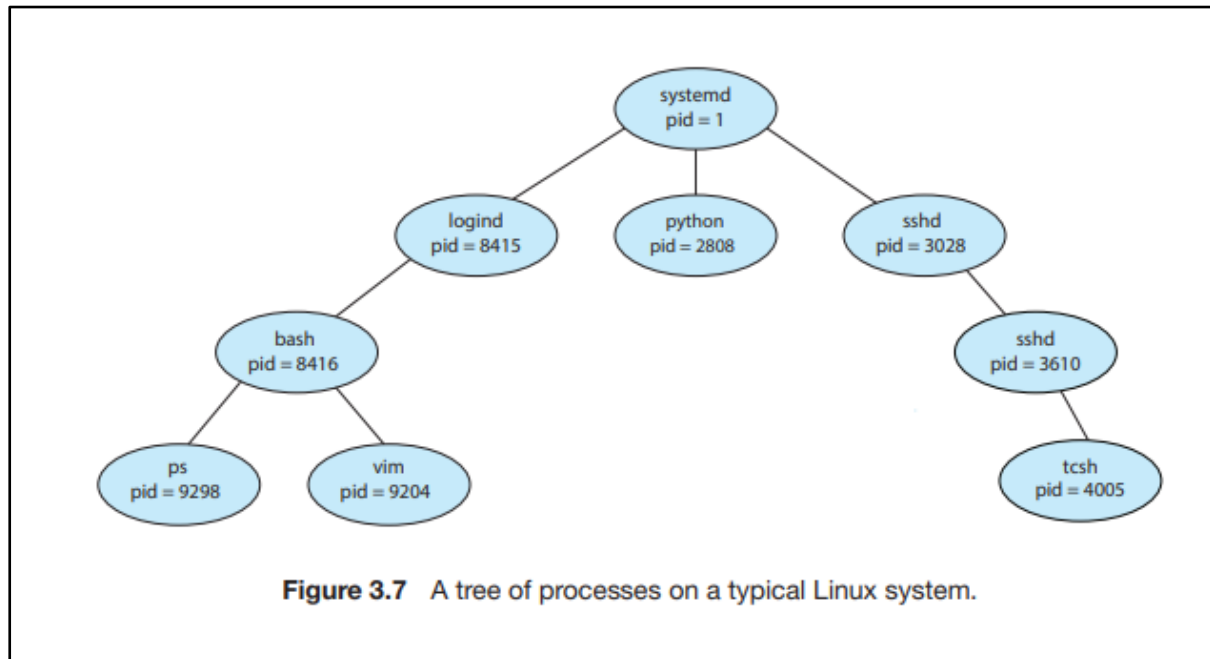 systemd
pid = 1
logind
pid = 8415
python
pid = 2808
sshd
pid = 3028
bash
pid = 8416
sshd
pid = 3610
ps
pid = 9298
vim
pid = 9204
tcsh
pid = 4005
Figure 3.7 A tree of processes on a typical Linux system.